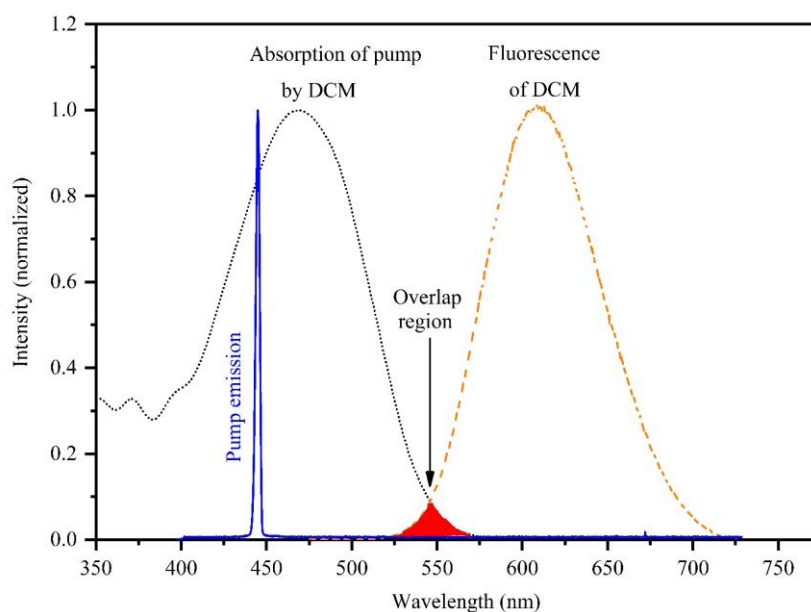 Absorption of pump
by DCM
Fluorescence
of DCM
Overlap
region
Pump emission
Intensity (normalized)
1.2
1.0
0.8
0.6
0.4
0.2
0.0
350 400 450 500 550 600 650 700 750
Wavelength (nm)